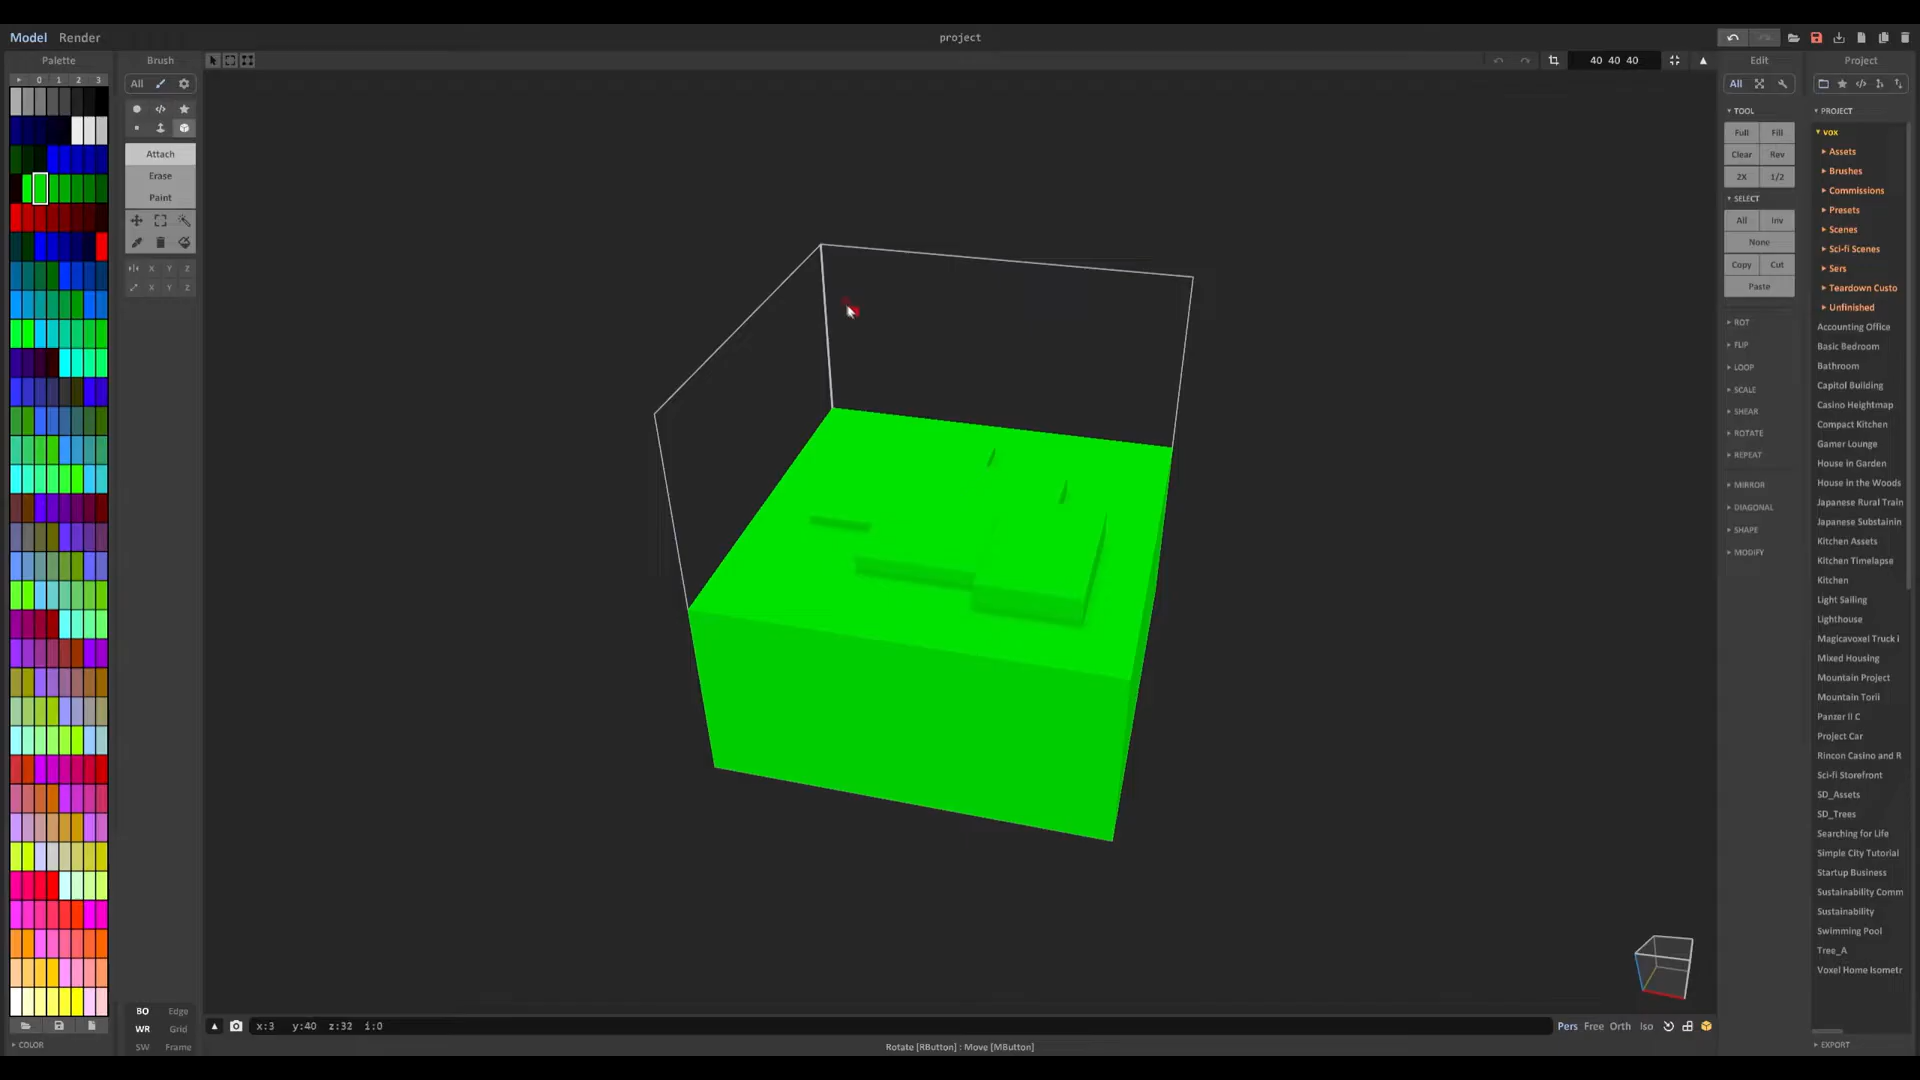 Model Render
project
Palette
Brush
40 40 40
Edit
Project
0 1 2 3
All
All
TOOL
PROJECT
Full Fill
Clear Rev
2X 1/2
SELECT
All Inv
None
Copy Cut
Paste
ROT
FLIP
LOOP
SCALE
SHEAR
ROTATE
REPEAT
MIRROR
DIAGONAL
SHAPE
MODIFY
Attach
Erase
Paint
X Y Z
X Y Z
vox
Assets
Brushes
Commissions
Presets
Scenes
Sci-fi Scenes
Sers
Teardown Custo
Unfinished
Accounting Office
Basic Bedroom
Bathroom
Capitol Building
Casino Heightmap
Compact Kitchen
Gamer Lounge
House in Garden
House in the Woods
Japanese Rural Train
Japanese Substainin
Kitchen Assets
Kitchen Timelapse
Kitchen
Light Sailing
Lighthouse
Magicavoxel Truck i
Mixed Housing
Mountain Project
Mountain Torii
Panzer II C
Project Car
Rincon Casino and R
Sci-fi Storefront
SD_Assets
SD_Trees
Searching for Life
Simple City Tutorial
Startup Business
Sustainability Comm
Sustainability
Swimming Pool
Tree_A
Voxel Home Isometr
BO Edge
WR Grid
SW Frame
COLOR
x:3 y:40 z:32 i:0
Pers Free Orth Iso
Rotate [RButton] : Move [MButton]
EXPORT